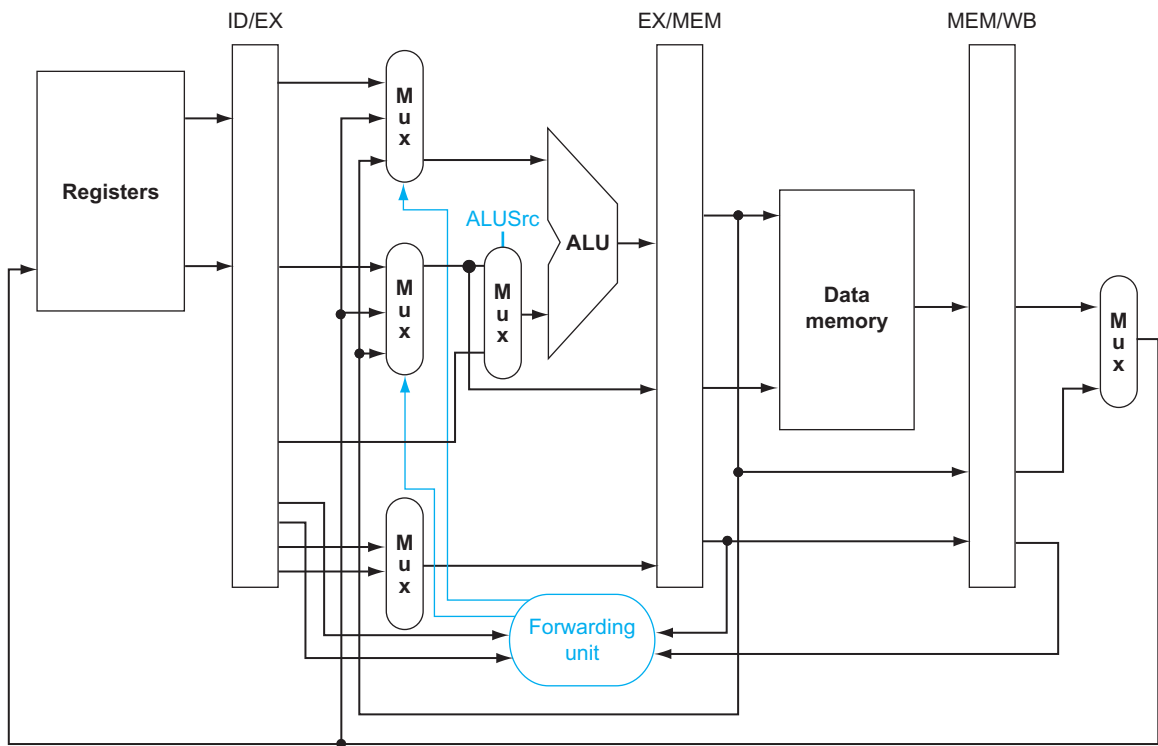 ID/EX
EX/MEM
MEM/WB
M
u
x
Registers
ALUSrc
ALU
M
u
x
M
u
x
Data
memory
M
u
x
M
u
x
Forwarding
unit